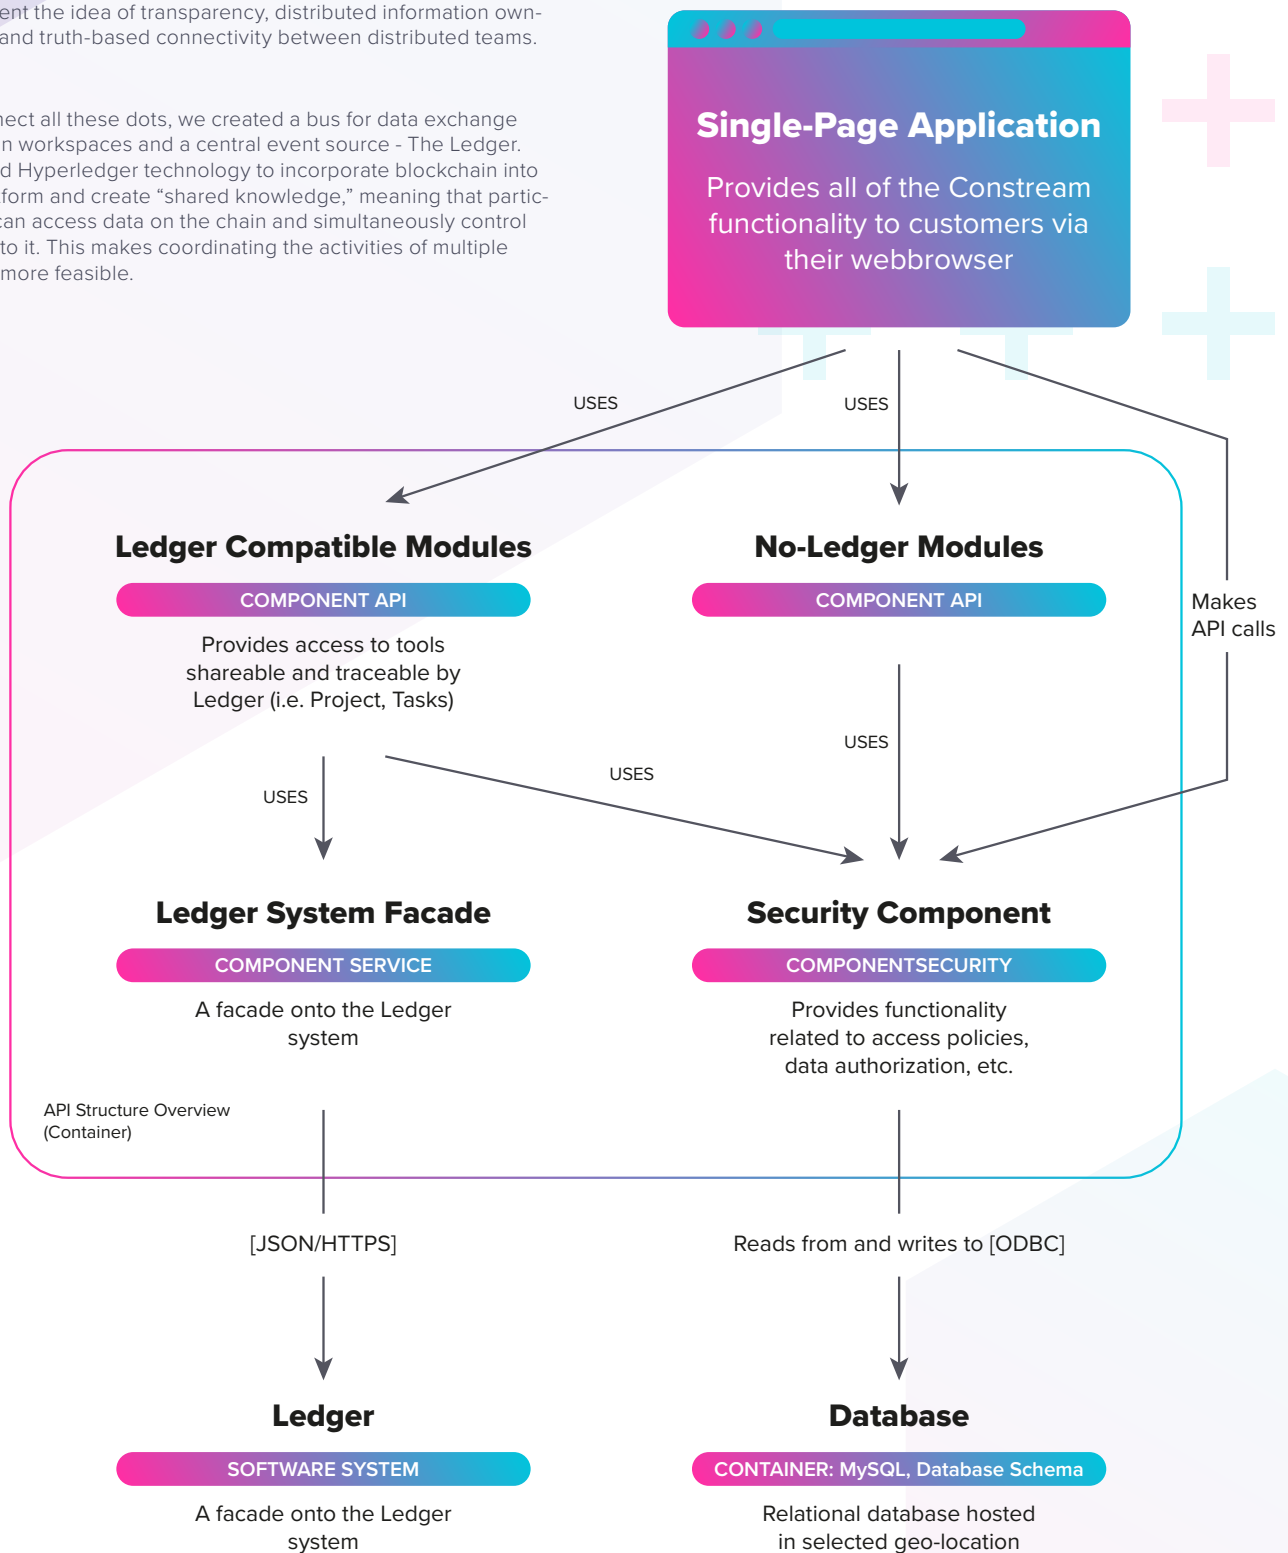 ent the idea of transparency, distributed information own-
and truth-based connectivity between distributed teams.
nect all these dots, we created a bus for data exchange
n workspaces and a central event source - The Ledger.
d Hyperledger technology to incorporate blockchain into
tform and create “shared knowledge,” meaning that partic-
can access data on the chain and simultaneously control
to it. This makes coordinating the activities of multiple
more feasible.
Single-Page Application
Provides all of the Constream
functionality to customers via
their webbrowser
USES
USES
Ledger Compatible Modules
COMPONENT API
Provides access to tools
shareable and traceable by
Ledger (i.e. Project, Tasks)
No-Ledger Modules
COMPONENT API
Makes
API calls
USES
USES
USES
Ledger System Facade
COMPONENT SERVICE
A facade onto the Ledger
system
Security Component
COMPONENTSECURITY
Provides functionality
related to access policies,
data authorization, etc.
API Structure Overview
(Container)
[JSON/HTTPS]
Reads from and writes to [ODBC]
Ledger
SOFTWARE SYSTEM
A facade onto the Ledger
system
Database
CONTAINER: MySQL, Database Schema
Relational database hosted
in selected geo-location